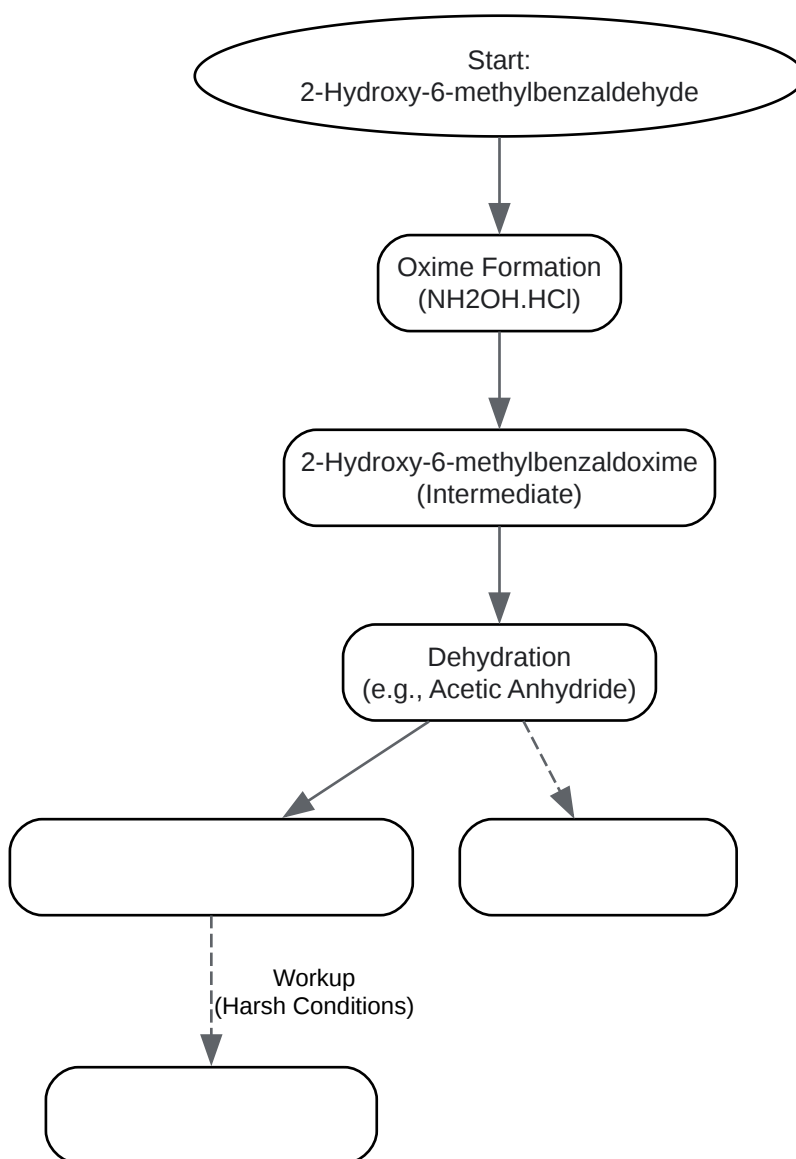 Start:
2-Hydroxy-6-methylbenzaldehyde
Oxime Formation
(NH2OH.HCl)
2-Hydroxy-6-methylbenzaldoxime
(Intermediate)
Dehydration
(e.g., Acetic Anhydride)
Workup
(Harsh Conditions)